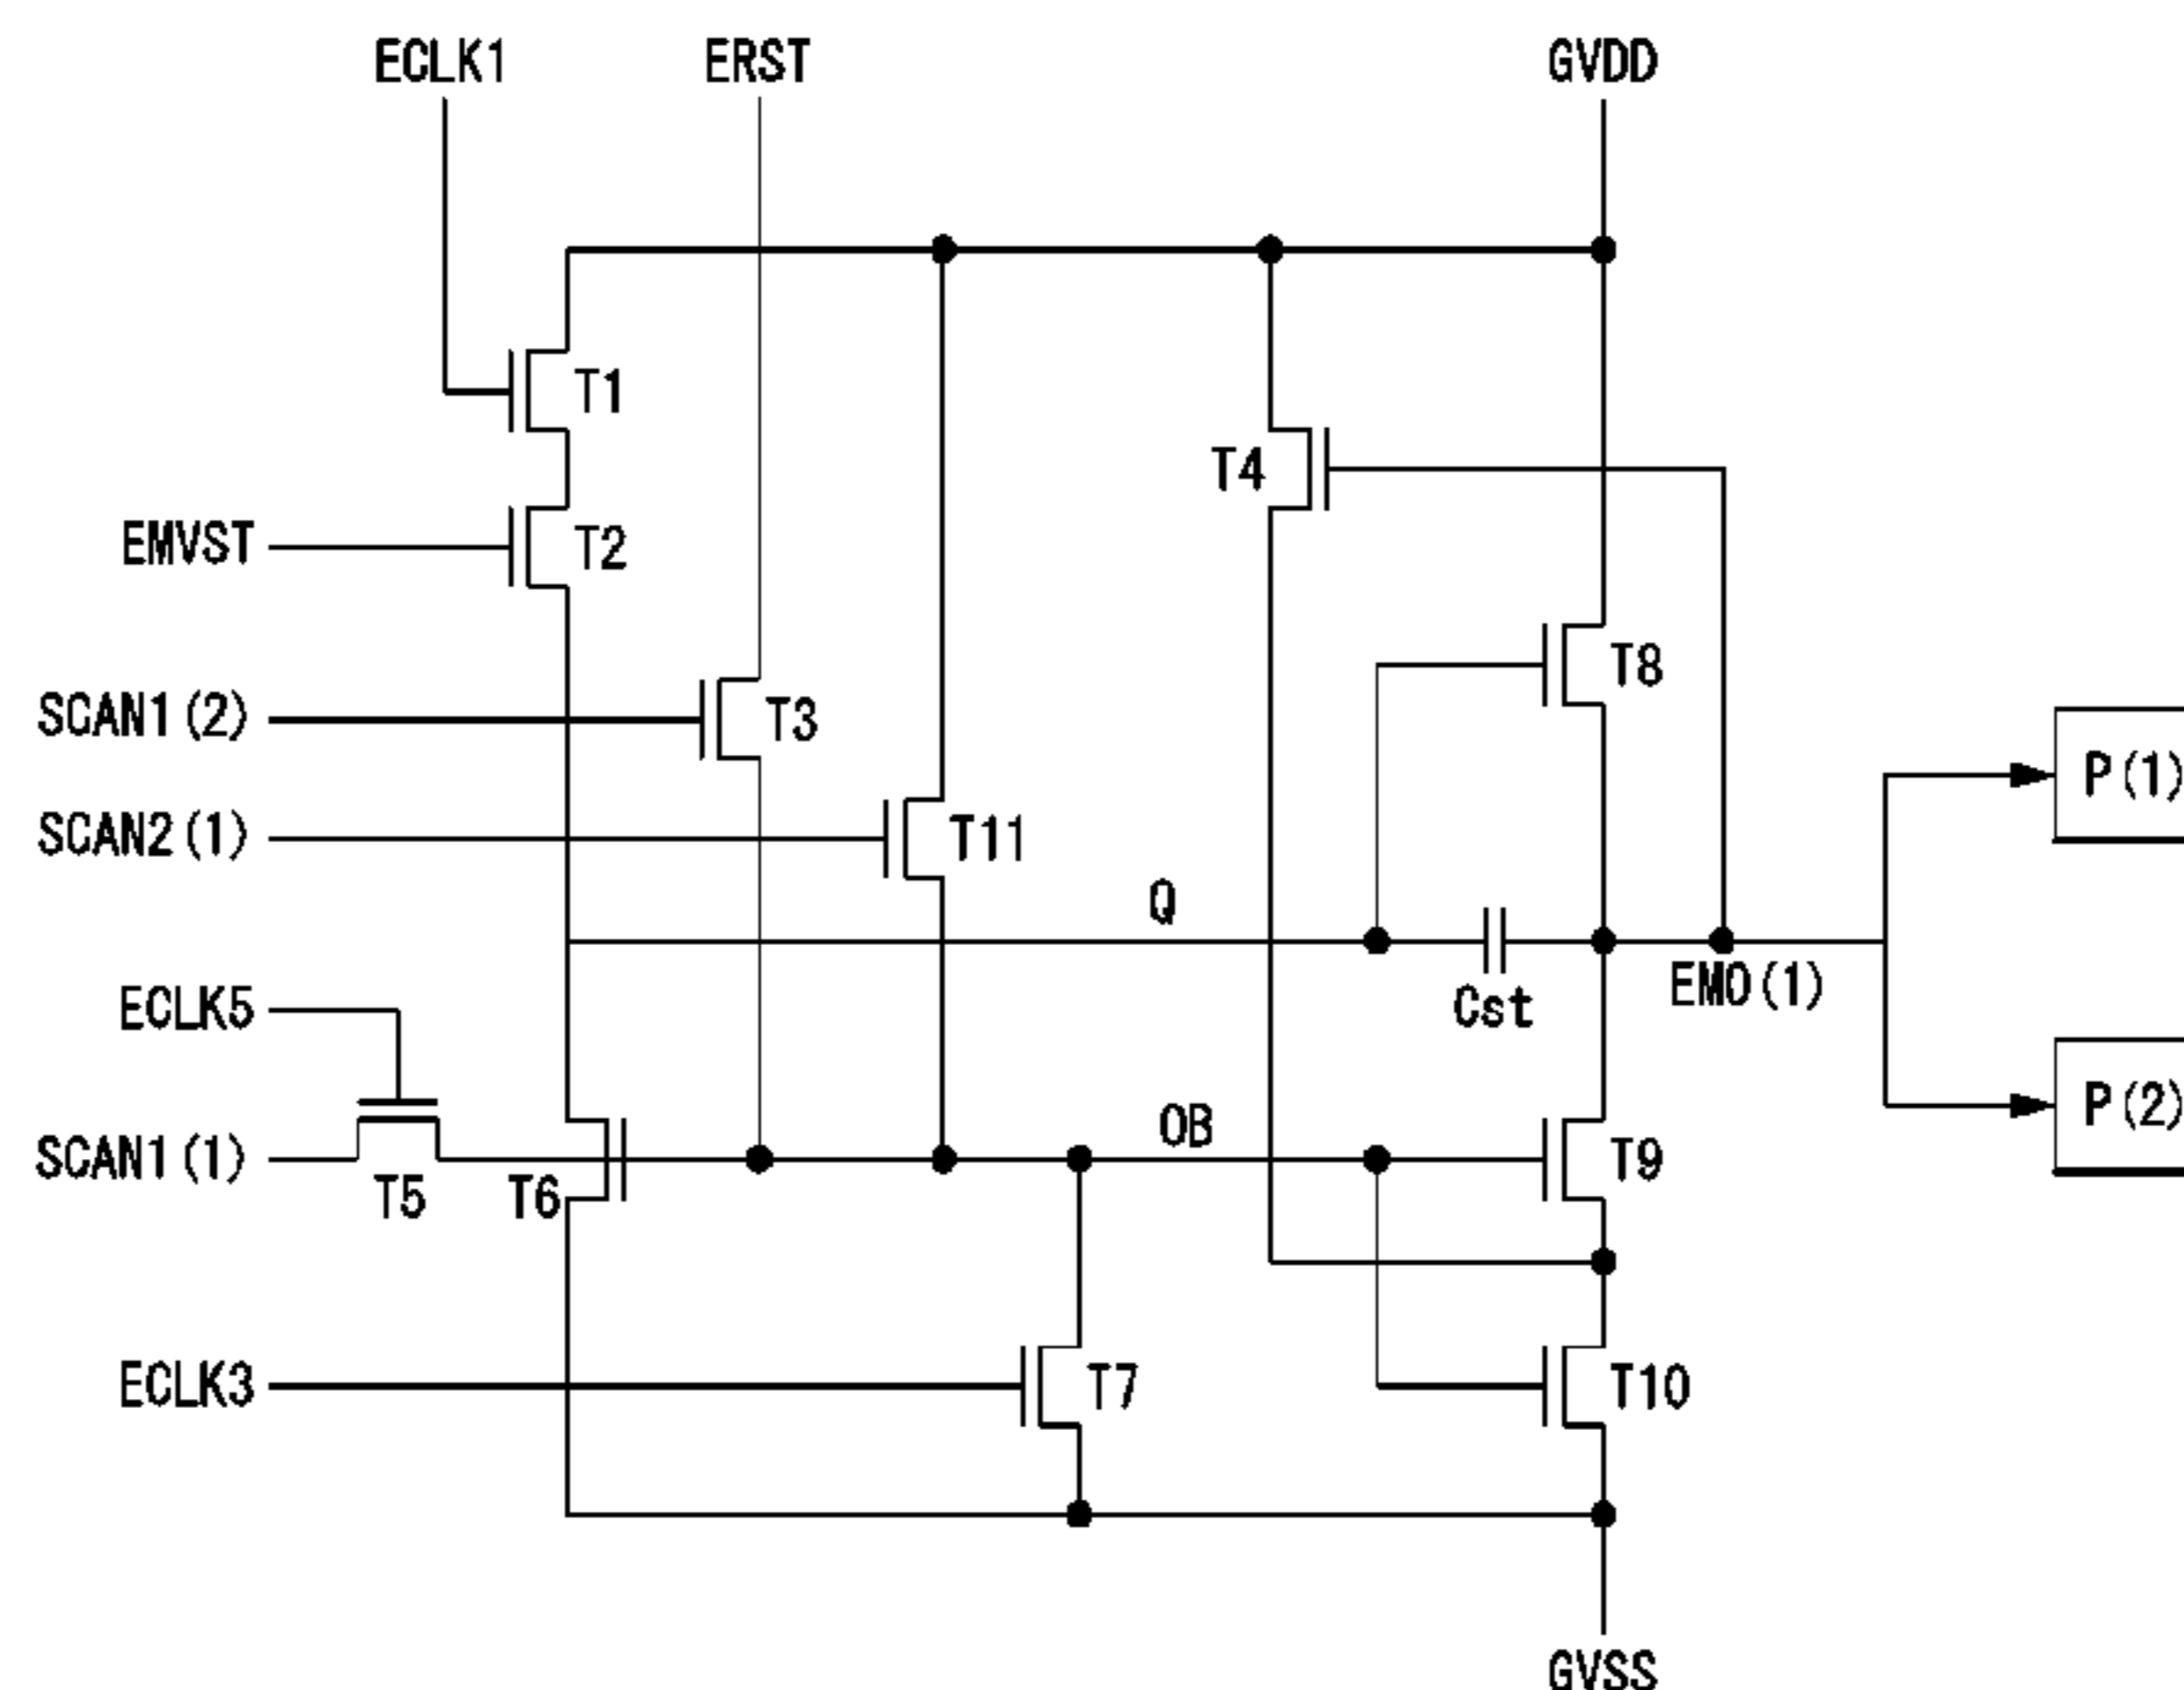 ECLK1
ERST
GVDD
T1
T4
T2
EMVST
T8
SCAN1(2)
T3
P(1)
SCAN2(1)
T11
Q
ECLK5
Cst
EMO(1)
P(2)
QB
SCAN1(1)
T5
T6
T9
ECLK3
T7
T10
GVSS